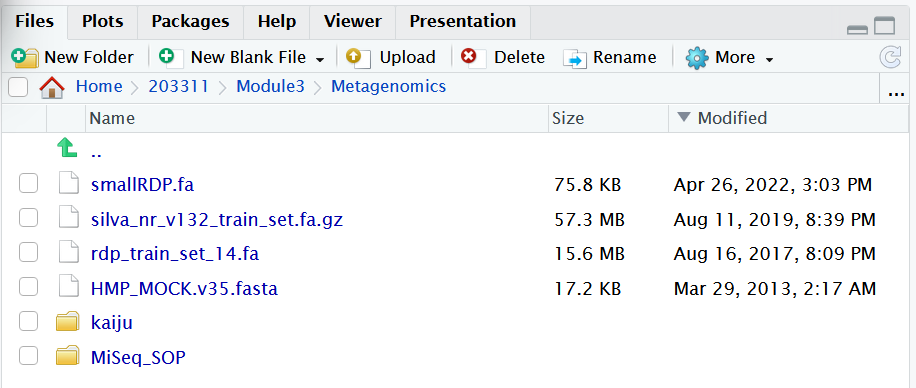 Files Plots Packages Help Viewer Presentation
New Folder New Blank File Upload Delete Rename More
Home 203311 Module3 Metagenomics ...
Name Size Modified
..
smallRDP.fa 75.8 KB Apr 26, 2022, 3:03 PM
silva_nr_v132_train_set.fa.gz 57.3 MB Aug 11, 2019, 8:39 PM
rdp_train_set_14.fa 15.6 MB Aug 16, 2017, 8:09 PM
HMP_MOCK.v35.fasta 17.2 KB Mar 29, 2013, 2:17 AM
kaiju
MiSeq_SOP